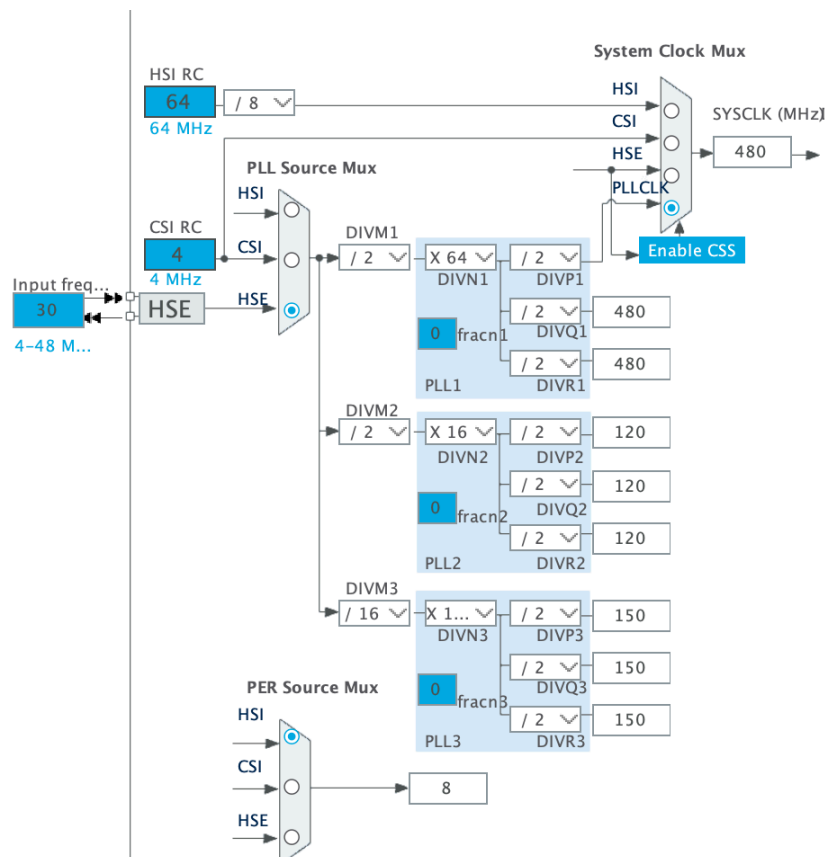 System Clock Mux
HSI RC
64
/ 8
HSI
64 MHz
CSI
SYSCLK (MHz)
HSE
480
PLL Source Mux
PLLCLK
HSI
CSI RC
DIVM1
Enable CSS
4
CSI
/ 2
X 64
/ 2
4 MHz
DIVN1
DIVP1
Input freq...
HSE
30
HSE
/ 2
480
0
fracn1
DIVQ1
4-48 M...
/ 2
480
PLL1
DIVR1
DIVM2
/ 2
X 16
/ 2
120
DIVN2
DIVP2
/ 2
120
0
fracn2
DIVQ2
/ 2
120
PLL2
DIVR2
DIVM3
/ 16
X 1...
/ 2
150
DIVN3
DIVP3
/ 2
150
0
fracn3
DIVQ3
/ 2
150
PLL3
DIVR3
PER Source Mux
HSI
CSI
8
HSE